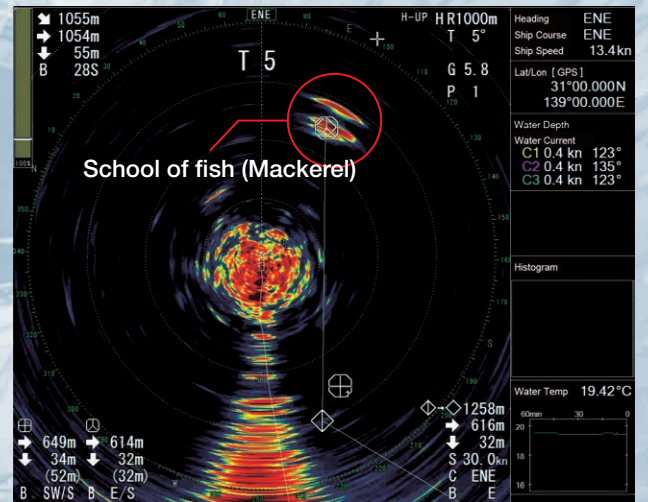 1055m
1054m
55m
B 28S
ENE
H-UP HR1000m
T 5°
G 5.8
P 1
T 5
School of fish (Mackerel)
100%
N
E
S
W
649m
34m
(52m)
B SW/S
614m
32m
(32m)
B E/S
1258m
616m
32m
S 30.0kn
C ENE
B E
Heading ENE
Ship Course ENE
Ship Speed 13.4kn
Lat/Lon [GPS]
31°00.000N
139°00.000E
Water Depth
Water Current
C1 0.4 kn 123°
C2 0.4 kn 135°
C3 0.4 kn 123°
Histogram
Water Temp 19.42°C
60min 30 0
20
18
16